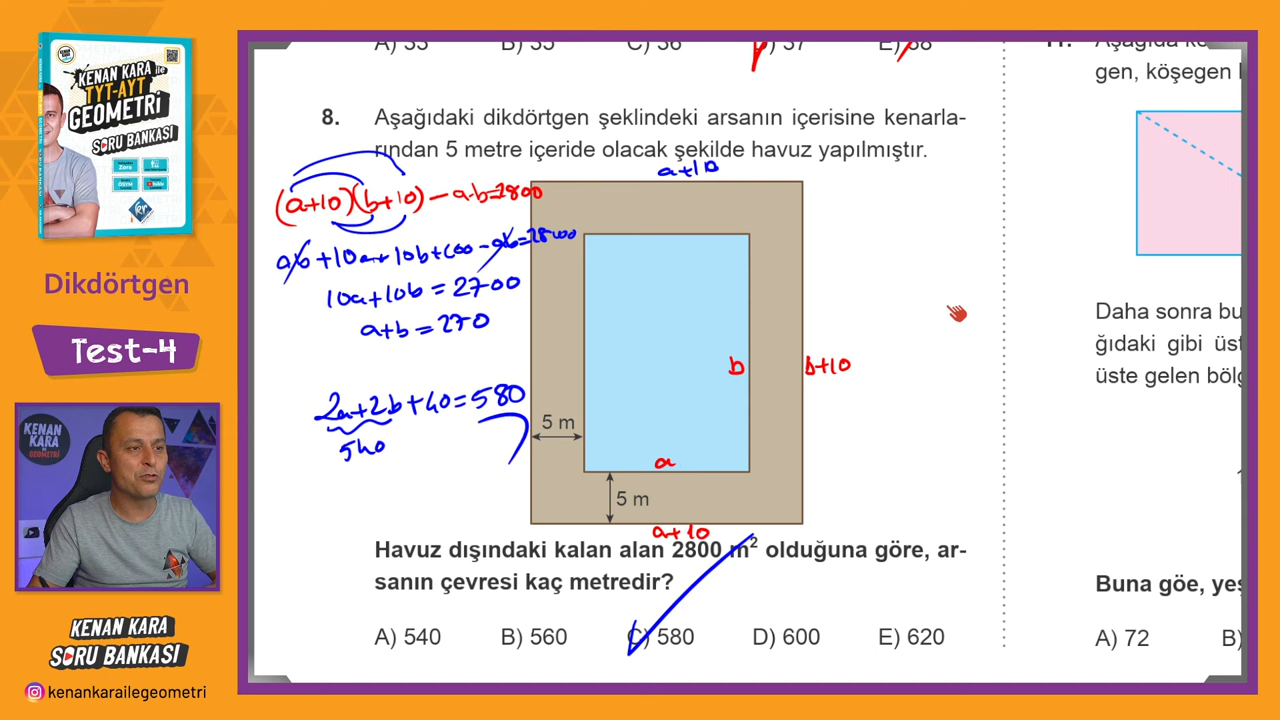 KENAN KARA ile
TYT-AYT
GEOMETRİ
SORU BANKASI
Dikdörtgen
Test-4
KENAN
KARA
KENAN KARA
SORU BANKASI
kenankarailegeometri
A) 33 B) 35 C) 36 D) 37 E) 38
8. Aşağıdaki dikdörtgen şeklindeki arsanın içerisine kenarla-
rından 5 metre içeride olacak şekilde havuz yapılmıştır.
a+10
(a+10)(b+10) - a·b=2800
ab+10a+10b+100-ab=2800
10a+10b = 2700
a+b = 270
b
b+10
2a+2b+40=580
540
5 m
a
5 m
a+10
Havuz dışındaki kalan alan 2800 m² olduğuna göre, ar-
sanın çevresi kaç metredir?
A) 540 B) 560 C) 580 D) 600 E) 620
gen, köşegen
Daha sonra bu
ğıdaki gibi üst
üste gelen bölg
Buna göe, yeş
A) 72 B)